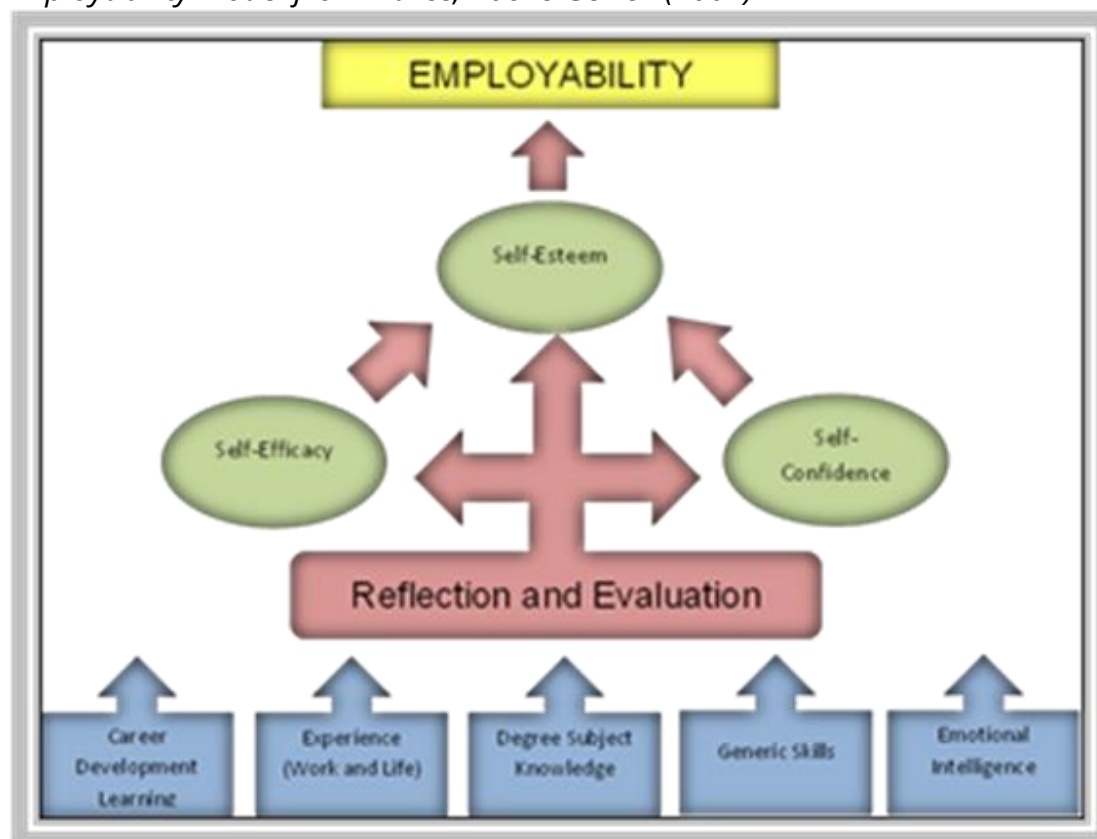 EMPLOYABILITY
Self-Esteem
Self-Efficacy
Self-
Confidence
Reflection and Evaluation
Career
Development
Learning
Experience
(Work and Life)
Degree Subject
Knowledge
Generic Skills
Emotional
Intelligence